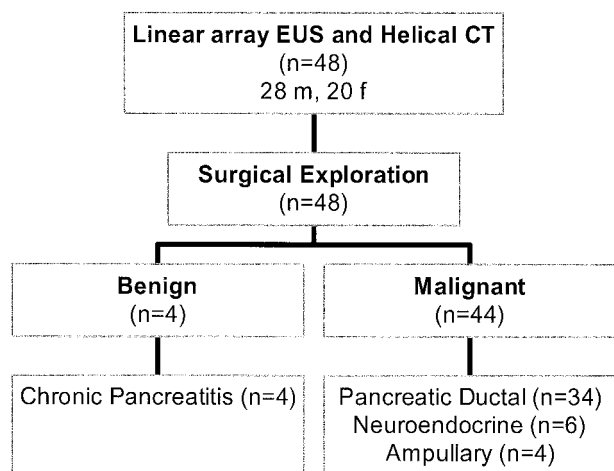 Linear array EUS and Helical CT
(n=48)
28 m, 20 f
Surgical Exploration
(n=48)
Benign
(n=4)
Malignant
(n=44)
Chronic Pancreatitis (n=4)
Pancreatic Ductal (n=34)
Neuroendocrine (n=6)
Ampullary (n=4)